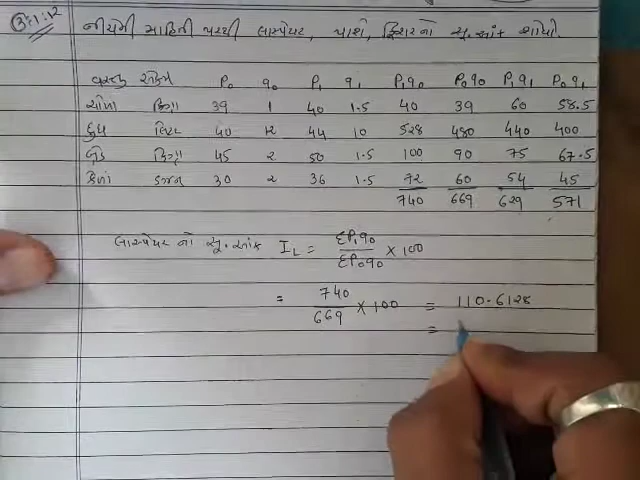 ઉદા.:12 નીચેની માહિતી પરથી લાસ્પેયર, પાશે, ફિશરનો સૂ.આંક શોધો.
વસ્તુ એકમ P₀ q₀ P₁ q₁ P₁q₀ P₀q₀ P₁q₁ P₀q₁
ચોખા કિગ્રા 39 1 40 1.5 40 39 60 58.5
દુધ લિટર 40 12 44 10 528 480 440 400
બ્રેડ કિગ્રા 45 2 50 1.5 100 90 75 67.5
કેળાં ડઝન 30 2 36 1.5 72 60 54 45
740 669 629 571
લાસ્પેયર નો સૂ.આંક I_L = ΣP₁q₀ / ΣP₀q₀ × 100
= 740 / 669 × 100 = 110.6128
=